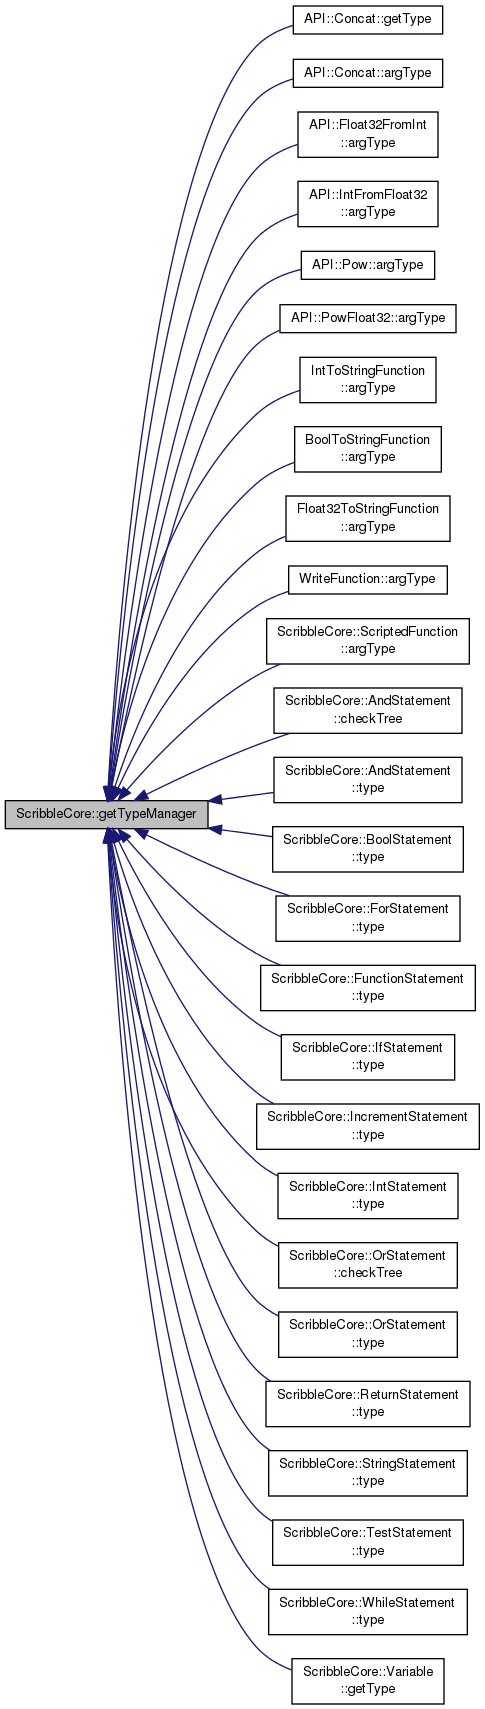 API::Concat::getType
API::Concat::argType
API::Float32FromInt
::argType
API::IntFromFloat32
::argType
API::Pow::argType
API::PowFloat32::argType
IntToStringFunction
::argType
BoolToStringFunction
::argType
Float32ToStringFunction
::argType
WriteFunction::argType
ScribbleCore::ScriptedFunction
::argType
ScribbleCore::AndStatement
::checkTree
ScribbleCore::AndStatement
::type
ScribbleCore::getTypeManager
ScribbleCore::BoolStatement
::type
ScribbleCore::ForStatement
::type
ScribbleCore::FunctionStatement
::type
ScribbleCore::IfStatement
::type
ScribbleCore::IncrementStatement
::type
ScribbleCore::IntStatement
::type
ScribbleCore::OrStatement
::checkTree
ScribbleCore::OrStatement
::type
ScribbleCore::ReturnStatement
::type
ScribbleCore::StringStatement
::type
ScribbleCore::TestStatement
::type
ScribbleCore::WhileStatement
::type
ScribbleCore::Variable
::getType